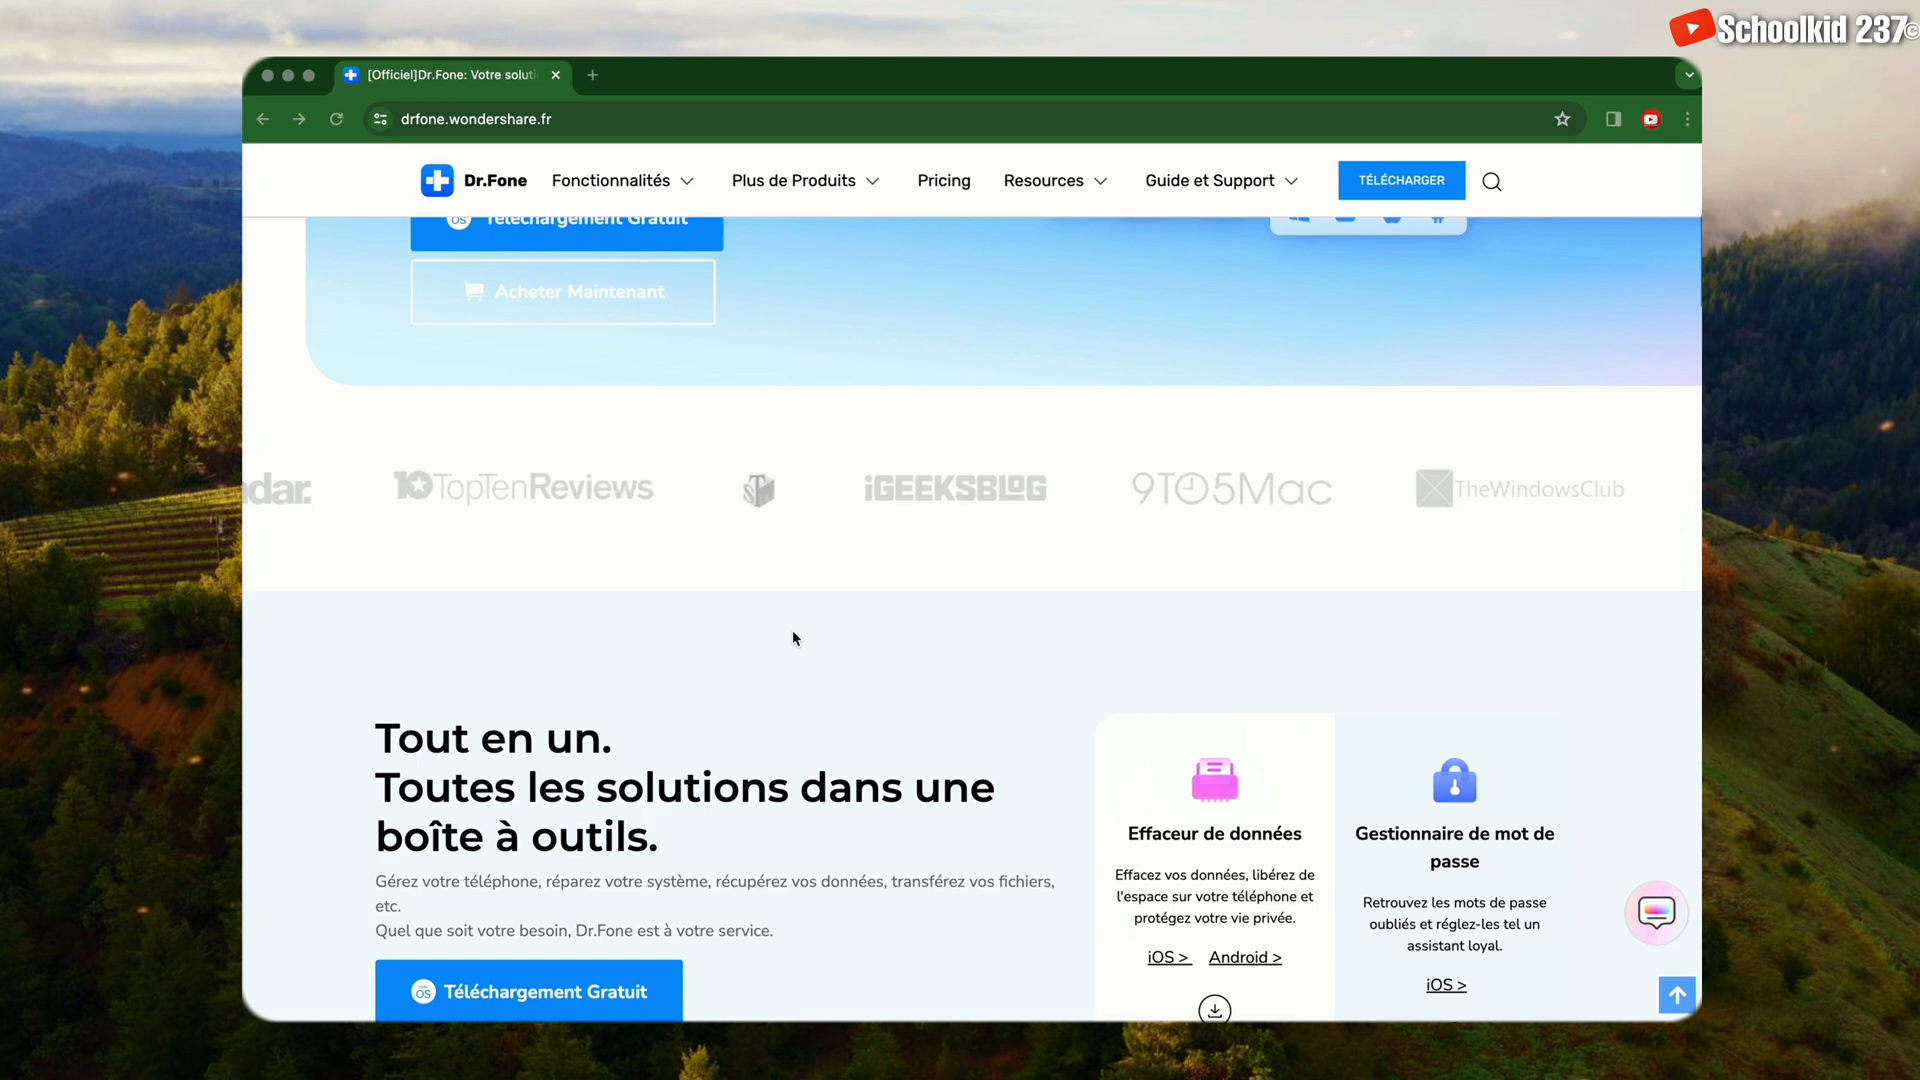 Schoolkid 237©
[Officiel]Dr.Fone: Votre soluti
drfone.wondershare.fr
Dr.Fone
Fonctionnalités
Plus de Produits
Pricing
Resources
Guide et Support
TÉLÉCHARGER
Téléchargement Gratuit
Acheter Maintenant
dar.
10TopTenReviews
iGEEKSBLOG
9TO5Mac
TheWindowsClub
Tout en un.
Toutes les solutions dans une
boîte à outils.
Gérez votre téléphone, réparez votre système, récupérez vos données, transférez vos fichiers,
etc.
Quel que soit votre besoin, Dr.Fone est à votre service.
Téléchargement Gratuit
Effaceur de données
Effacez vos données, libérez de
l'espace sur votre téléphone et
protégez votre vie privée.
iOS >
Android >
Gestionnaire de mot de
passe
Retrouvez les mots de passe
oubliés et réglez-les tel un
assistant loyal.
iOS >